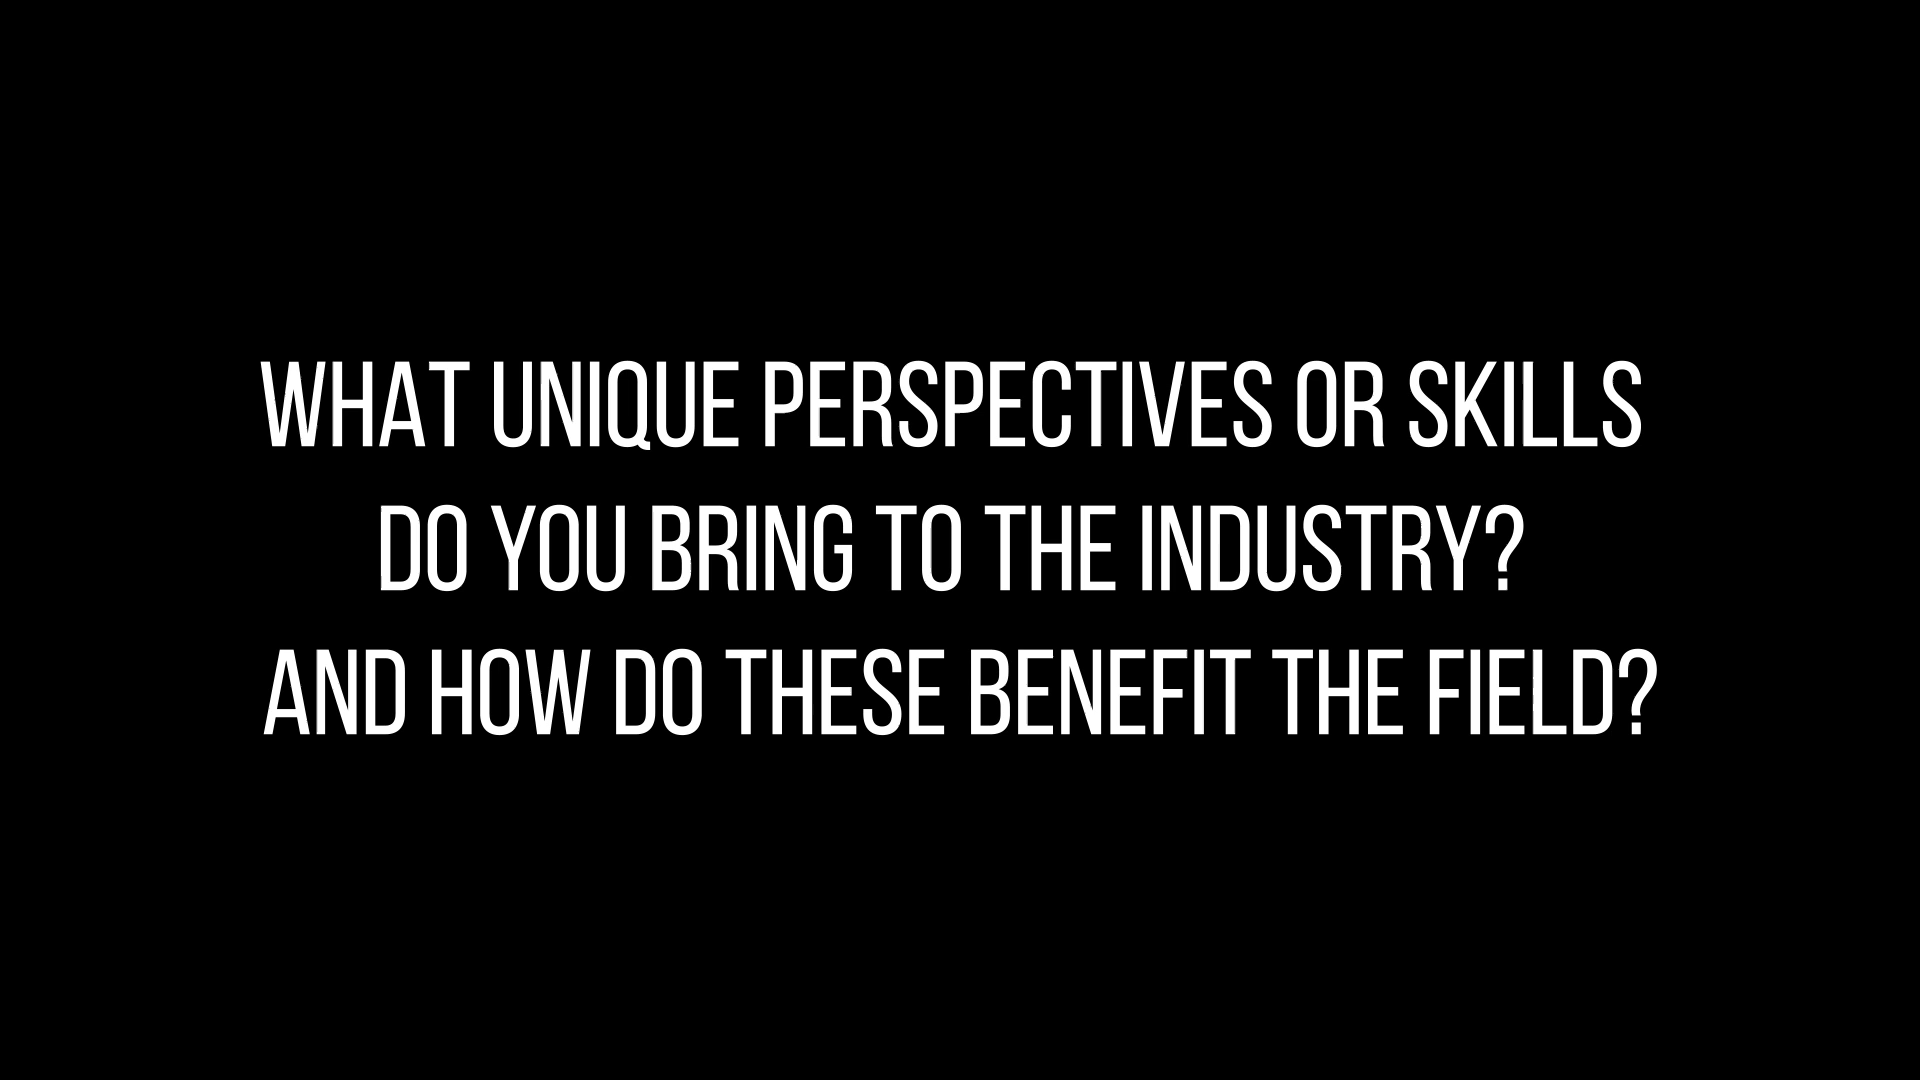 WHAT UNIQUE PERSPECTIVES OR SKILLS
DO YOU BRING TO THE INDUSTRY?
AND HOW DO THESE BENEFIT THE FIELD?